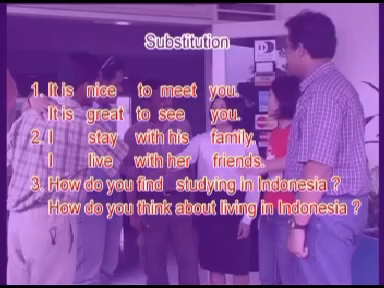 Substitution
1. It is nice to meet you.
It is great to see you.
2. I stay with his family.
I live with her friends.
3. How do you find studying in Indonesia ?
How do you think about living in Indonesia ?